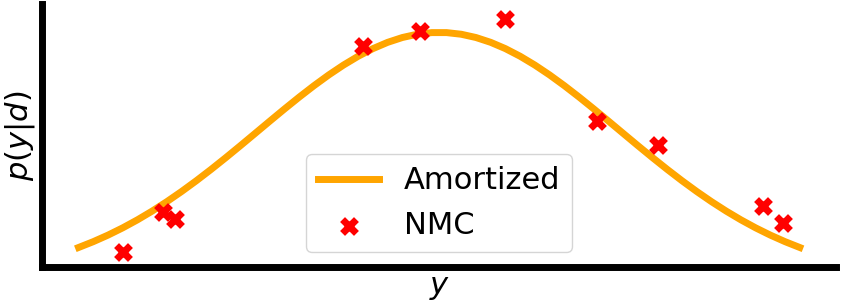 p(y|d)
Amortized
NMC
y